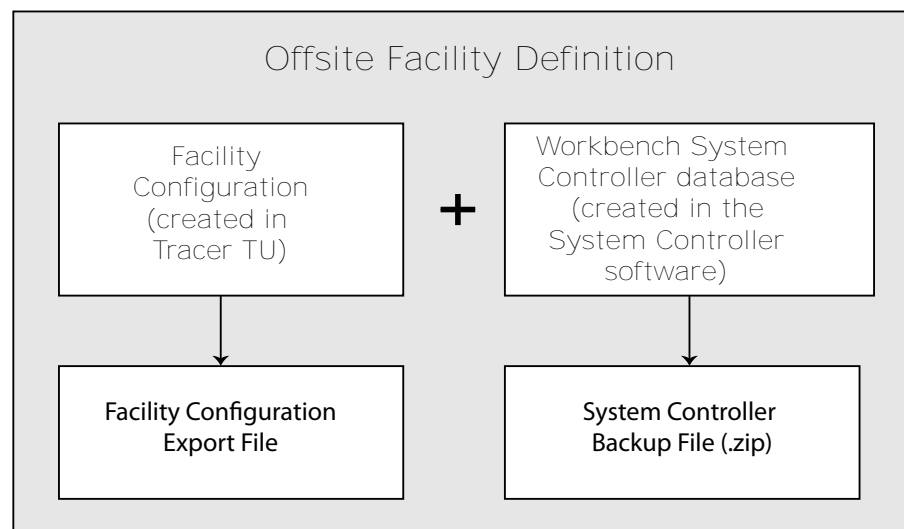 Offsite Facility Definition
Facility
Configuration
(created in
Tracer TU)
+
Workbench System
Controller database
(created in the
System Controller
software)
Facility Configuration
Export File
System Controller
Backup File (.zip)